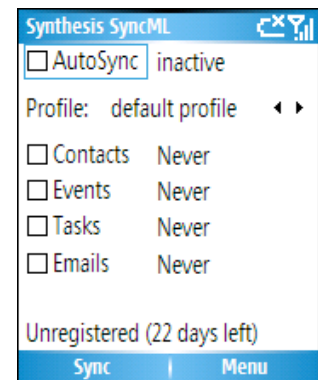 Synthesis SyncML
AutoSync inactive
Profile: default profile
Contacts Never
Events Never
Tasks Never
Emails Never
Unregistered (22 days left)
Sync Menu